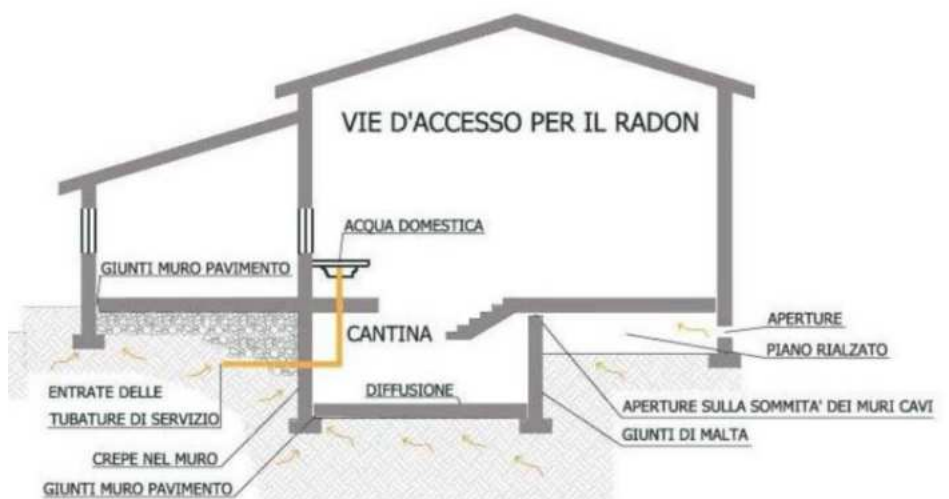 VIE D'ACCESSO PER IL RADON
ACQUA DOMESTICA
GIUNTI MURO PAVIMENTO
CANTINA
APERTURE
PIANO RIALZATO
ENTRATE DELLE
TUBATURE DI SERVIZIO
DIFFUSIONE
APERTURE SULLA SOMMITA' DEI MURI CAVI
GIUNTI DI MALTA
CREPE NEL MURO
GIUNTI MURO PAVIMENTO